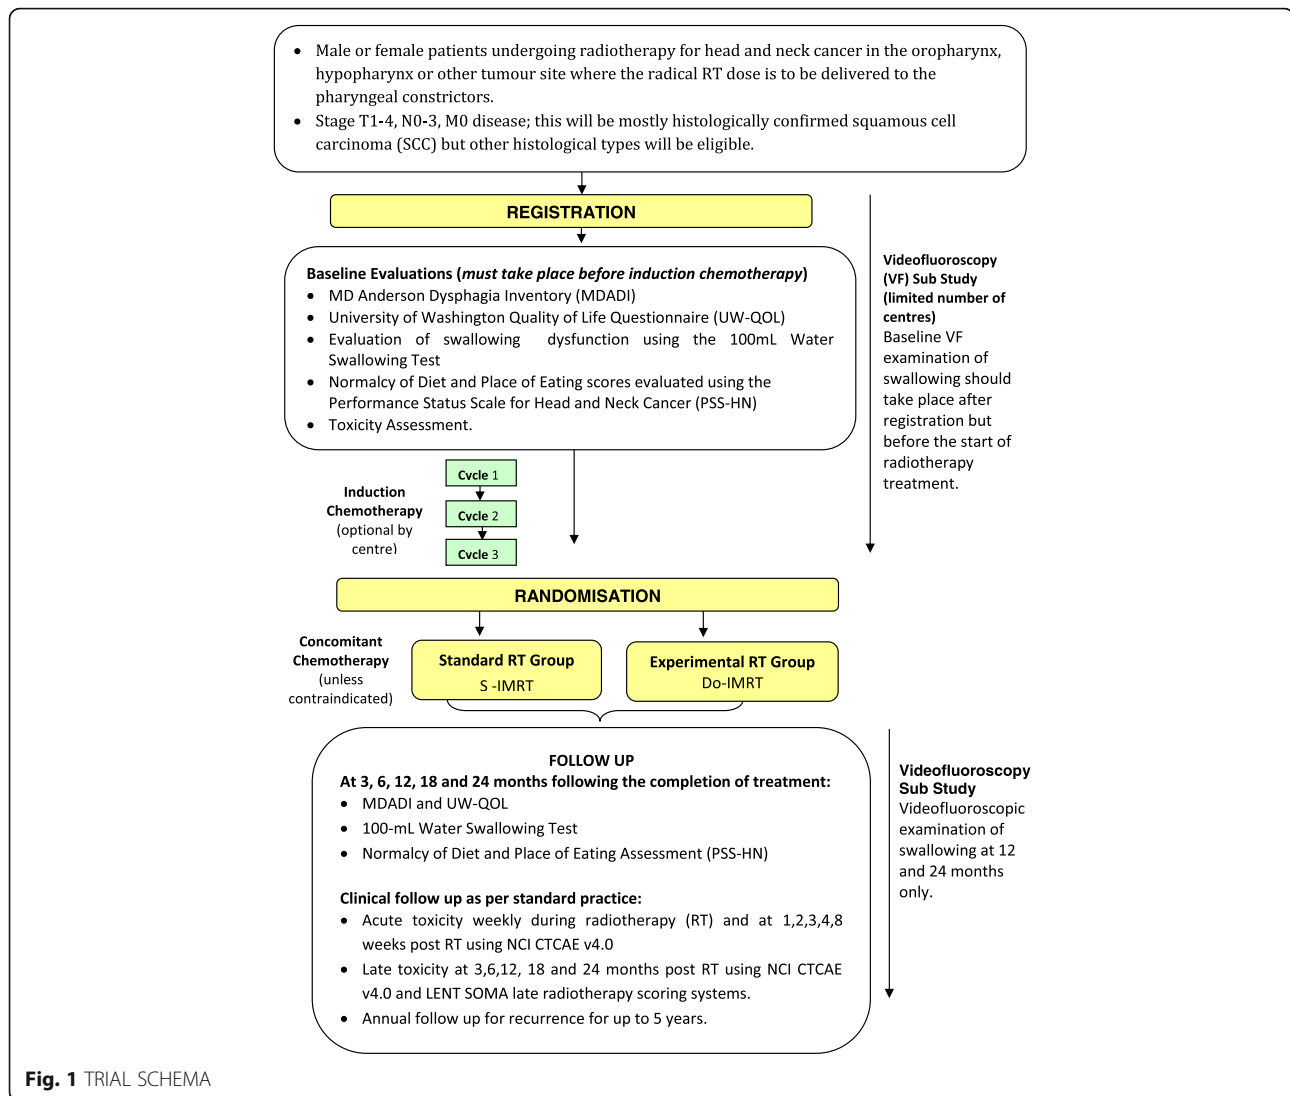 • Male or female patients undergoing radiotherapy for head and neck cancer in the oropharynx,
hypopharynx or other tumour site where the radical RT dose is to be delivered to the
pharyngeal constrictors.
• Stage T1-4, N0-3, M0 disease; this will be mostly histologically confirmed squamous cell
carcinoma (SCC) but other histological types will be eligible.
REGISTRATION
Baseline Evaluations (must take place before induction chemotherapy)
• MD Anderson Dysphagia Inventory (MDADI)
• University of Washington Quality of Life Questionnaire (UW-QOL)
• Evaluation of swallowing dysfunction using the 100mL Water
Swallowing Test
• Normalcy of Diet and Place of Eating scores evaluated using the
Performance Status Scale for Head and Neck Cancer (PSS-HN)
• Toxicity Assessment.
Videofluoroscopy
(VF) Sub Study
(limited number of
centres)
Baseline VF
examination of
swallowing should
take place after
registration but
before the start of
radiotherapy
treatment.
Induction
Chemotherapy
(optional by
centre)
Cycle 1
Cycle 2
Cycle 3
RANDOMISATION
Concomitant
Chemotherapy
(unless
contraindicated)
Standard RT Group
S -IMRT
Experimental RT Group
Do-IMRT
FOLLOW UP
At 3, 6, 12, 18 and 24 months following the completion of treatment:
• MDADI and UW-QOL
• 100-mL Water Swallowing Test
• Normalcy of Diet and Place of Eating Assessment (PSS-HN)
Clinical follow up as per standard practice:
• Acute toxicity weekly during radiotherapy (RT) and at 1,2,3,4,8
weeks post RT using NCI CTCAE v4.0
• Late toxicity at 3,6,12, 18 and 24 months post RT using NCI CTCAE
v4.0 and LENT SOMA late radiotherapy scoring systems.
• Annual follow up for recurrence for up to 5 years.
Videofluoroscopy
Sub Study
Videofluoroscopic
examination of
swallowing at 12
and 24 months
only.
Fig. 1 TRIAL SCHEMA